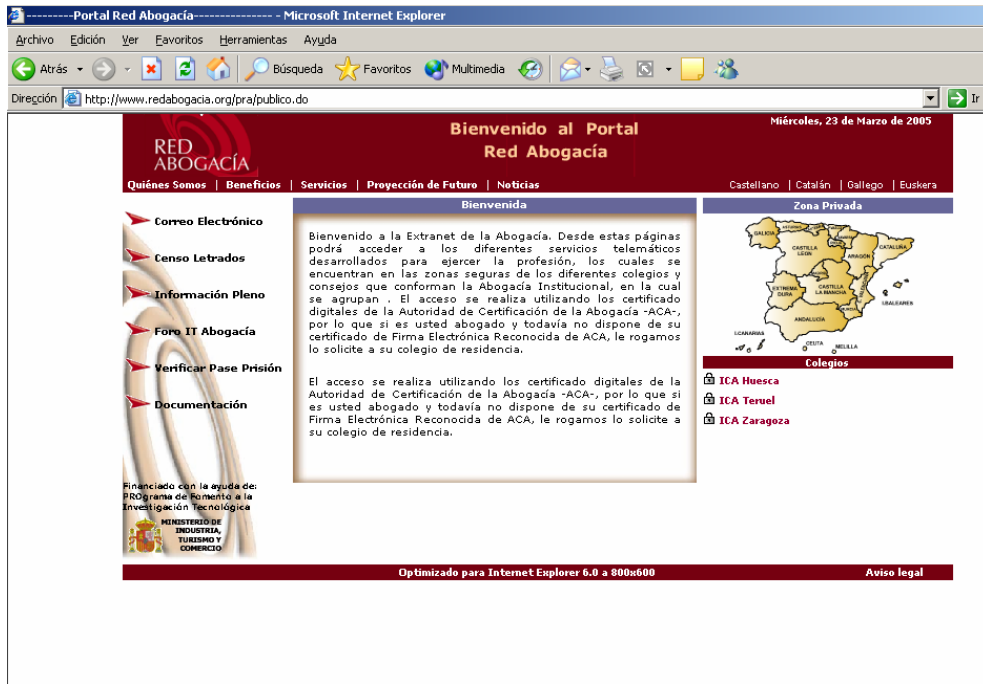 ----------Portal Red Abogacía--------------- - Microsoft Internet Explorer
Archivo Edición Ver Favoritos Herramientas Ayuda
Atrás Búsqueda Favoritos Multimedia
Dirección http://www.redabogacia.org/pra/publico.do Ir
RED
ABOGACÍA
Bienvenido al Portal
Red Abogacía
Miércoles, 23 de Marzo de 2005
Quiénes Somos | Beneficios | Servicios | Proyección de Futuro | Noticias
Castellano | Catalán | Gallego | Euskera
Correo Electrónico
Censo Letrados
Información Pleno
Foro IT Abogacía
Verificar Pase Prisión
Documentación
Financiado con la ayuda de:
PROgrama de Fomento a la
Investigación Tecnológica
MINISTERIO DE
INDUSTRIA,
TURISMO Y
COMERCIO
Bienvenida
Bienvenido a la Extranet de la Abogacía. Desde estas páginas
podrá acceder a los diferentes servicios telemáticos
desarrollados para ejercer la profesión, los cuales se
encuentran en las zonas seguras de los diferentes colegios y
consejos que conforman la Abogacía Institucional, en la cual
se agrupan . El acceso se realiza utilizando los certificado
digitales de la Autoridad de Certificación de la Abogacía -ACA-,
por lo que si es usted abogado y todavía no dispone de su
certificado de Firma Electrónica Reconocida de ACA, le rogamos
lo solicite a su colegio de residencia.
El acceso se realiza utilizando los certificado digitales de la
Autoridad de Certificación de la Abogacía -ACA-, por lo que si
es usted abogado y todavía no dispone de su certificado de
Firma Electrónica Reconocida de ACA, le rogamos lo solicite a
su colegio de residencia.
Zona Privada
GALICIA
CASTILLA
LEON
ARAGÓN
CATALUÑA
EXTREMA
DURA
CASTILLA
LA MANCHA
I.BALEARES
ANDALUCÍA
I.CANARIAS
CEUTA
MELILLA
Colegios
ICA Huesca
ICA Teruel
ICA Zaragoza
Optimizado para Internet Explorer 6.0 a 800x600
Aviso legal